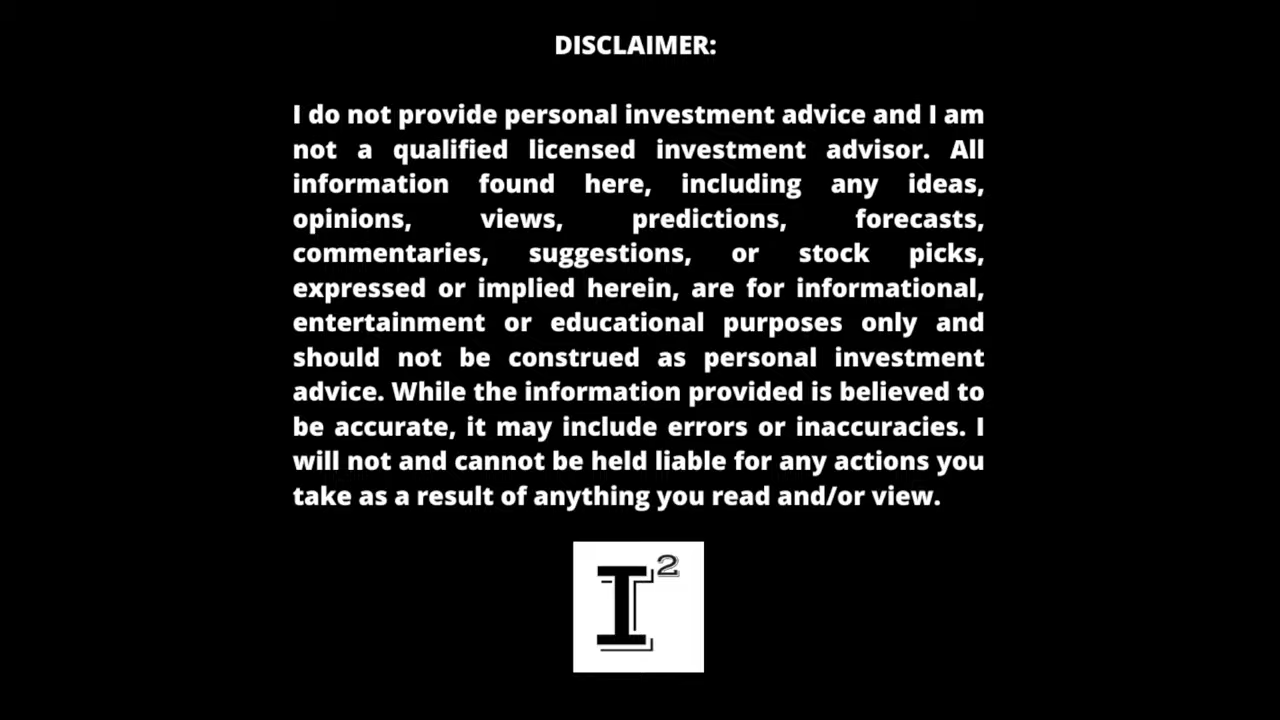 DISCLAIMER:
I do not provide personal investment advice and I am
not a qualified licensed investment advisor. All
information found here, including any ideas,
opinions, views, predictions, forecasts,
commentaries, suggestions, or stock picks,
expressed or implied herein, are for informational,
entertainment or educational purposes only and
should not be construed as personal investment
advice. While the information provided is believed to
be accurate, it may include errors or inaccuracies. I
will not and cannot be held liable for any actions you
take as a result of anything you read and/or view.
I²